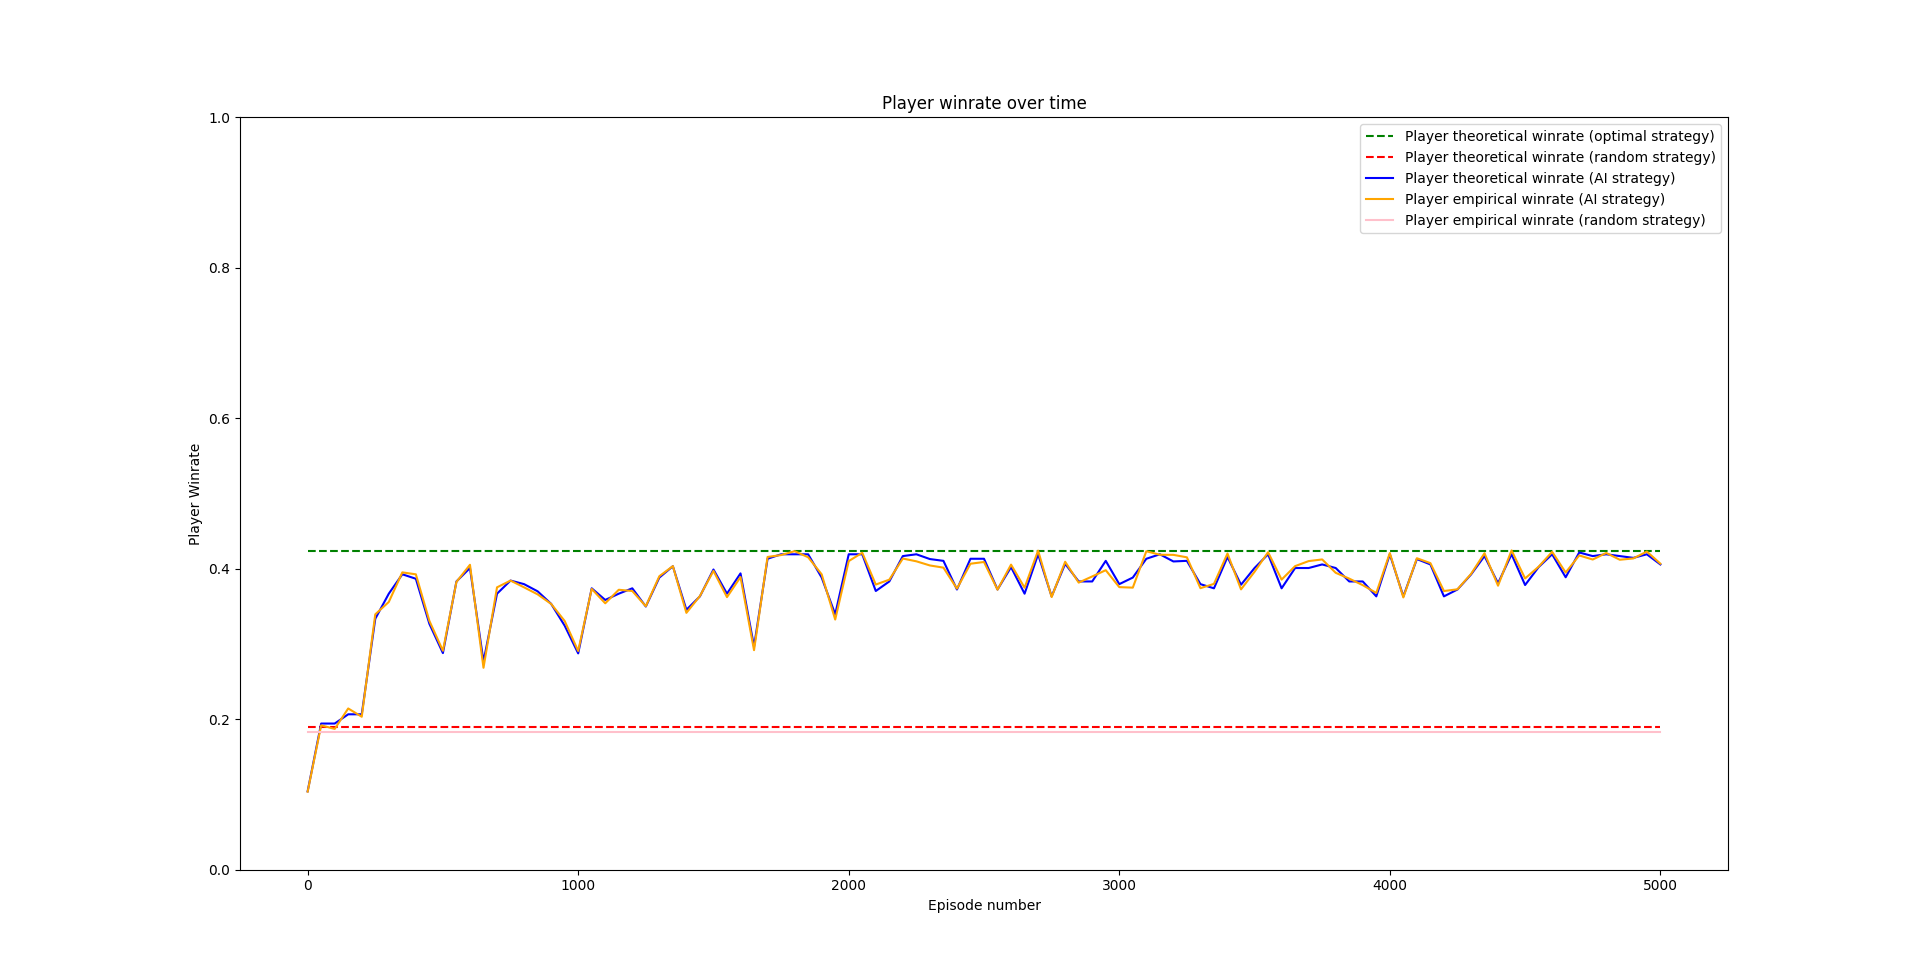 Player winrate over time
1.0
0.8
0.6
0.4
0.2
0.0
Player Winrate
Player theoretical winrate (optimal strategy)
Player theoretical winrate (random strategy)
Player theoretical winrate (AI strategy)
Player empirical winrate (AI strategy)
Player empirical winrate (random strategy)
0 1000 2000 3000 4000 5000
Episode number